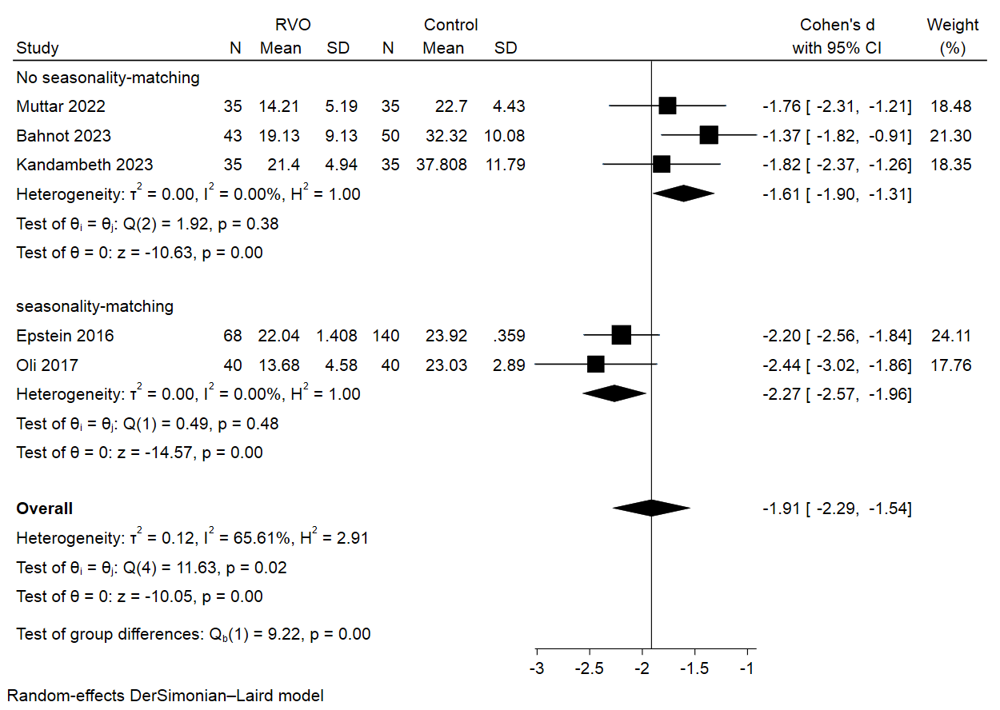 RVO Control Cohen's d Weight
Study N Mean SD N Mean SD with 95% CI (%)
No seasonality-matching
Muttar 2022 35 14.21 5.19 35 22.7 4.43 -1.76 [ -2.31, -1.21] 18.48
Bahnot 2023 43 19.13 9.13 50 32.32 10.08 -1.37 [ -1.82, -0.91] 21.30
Kandambeth 2023 35 21.4 4.94 35 37.808 11.79 -1.82 [ -2.37, -1.26] 18.35
Heterogeneity: τ² = 0.00, I² = 0.00%, H² = 1.00 -1.61 [ -1.90, -1.31]
Test of θᵢ = θⱼ: Q(2) = 1.92, p = 0.38
Test of θ = 0: z = -10.63, p = 0.00
seasonality-matching
Epstein 2016 68 22.04 1.408 140 23.92 .359 -2.20 [ -2.56, -1.84] 24.11
Oli 2017 40 13.68 4.58 40 23.03 2.89 -2.44 [ -3.02, -1.86] 17.76
Heterogeneity: τ² = 0.00, I² = 0.00%, H² = 1.00 -2.27 [ -2.57, -1.96]
Test of θᵢ = θⱼ: Q(1) = 0.49, p = 0.48
Test of θ = 0: z = -14.57, p = 0.00
Overall -1.91 [ -2.29, -1.54]
Heterogeneity: τ² = 0.12, I² = 65.61%, H² = 2.91
Test of θᵢ = θⱼ: Q(4) = 11.63, p = 0.02
Test of θ = 0: z = -10.05, p = 0.00
Test of group differences: Q_b(1) = 9.22, p = 0.00
-3 -2.5 -2 -1.5 -1
Random-effects DerSimonian–Laird model